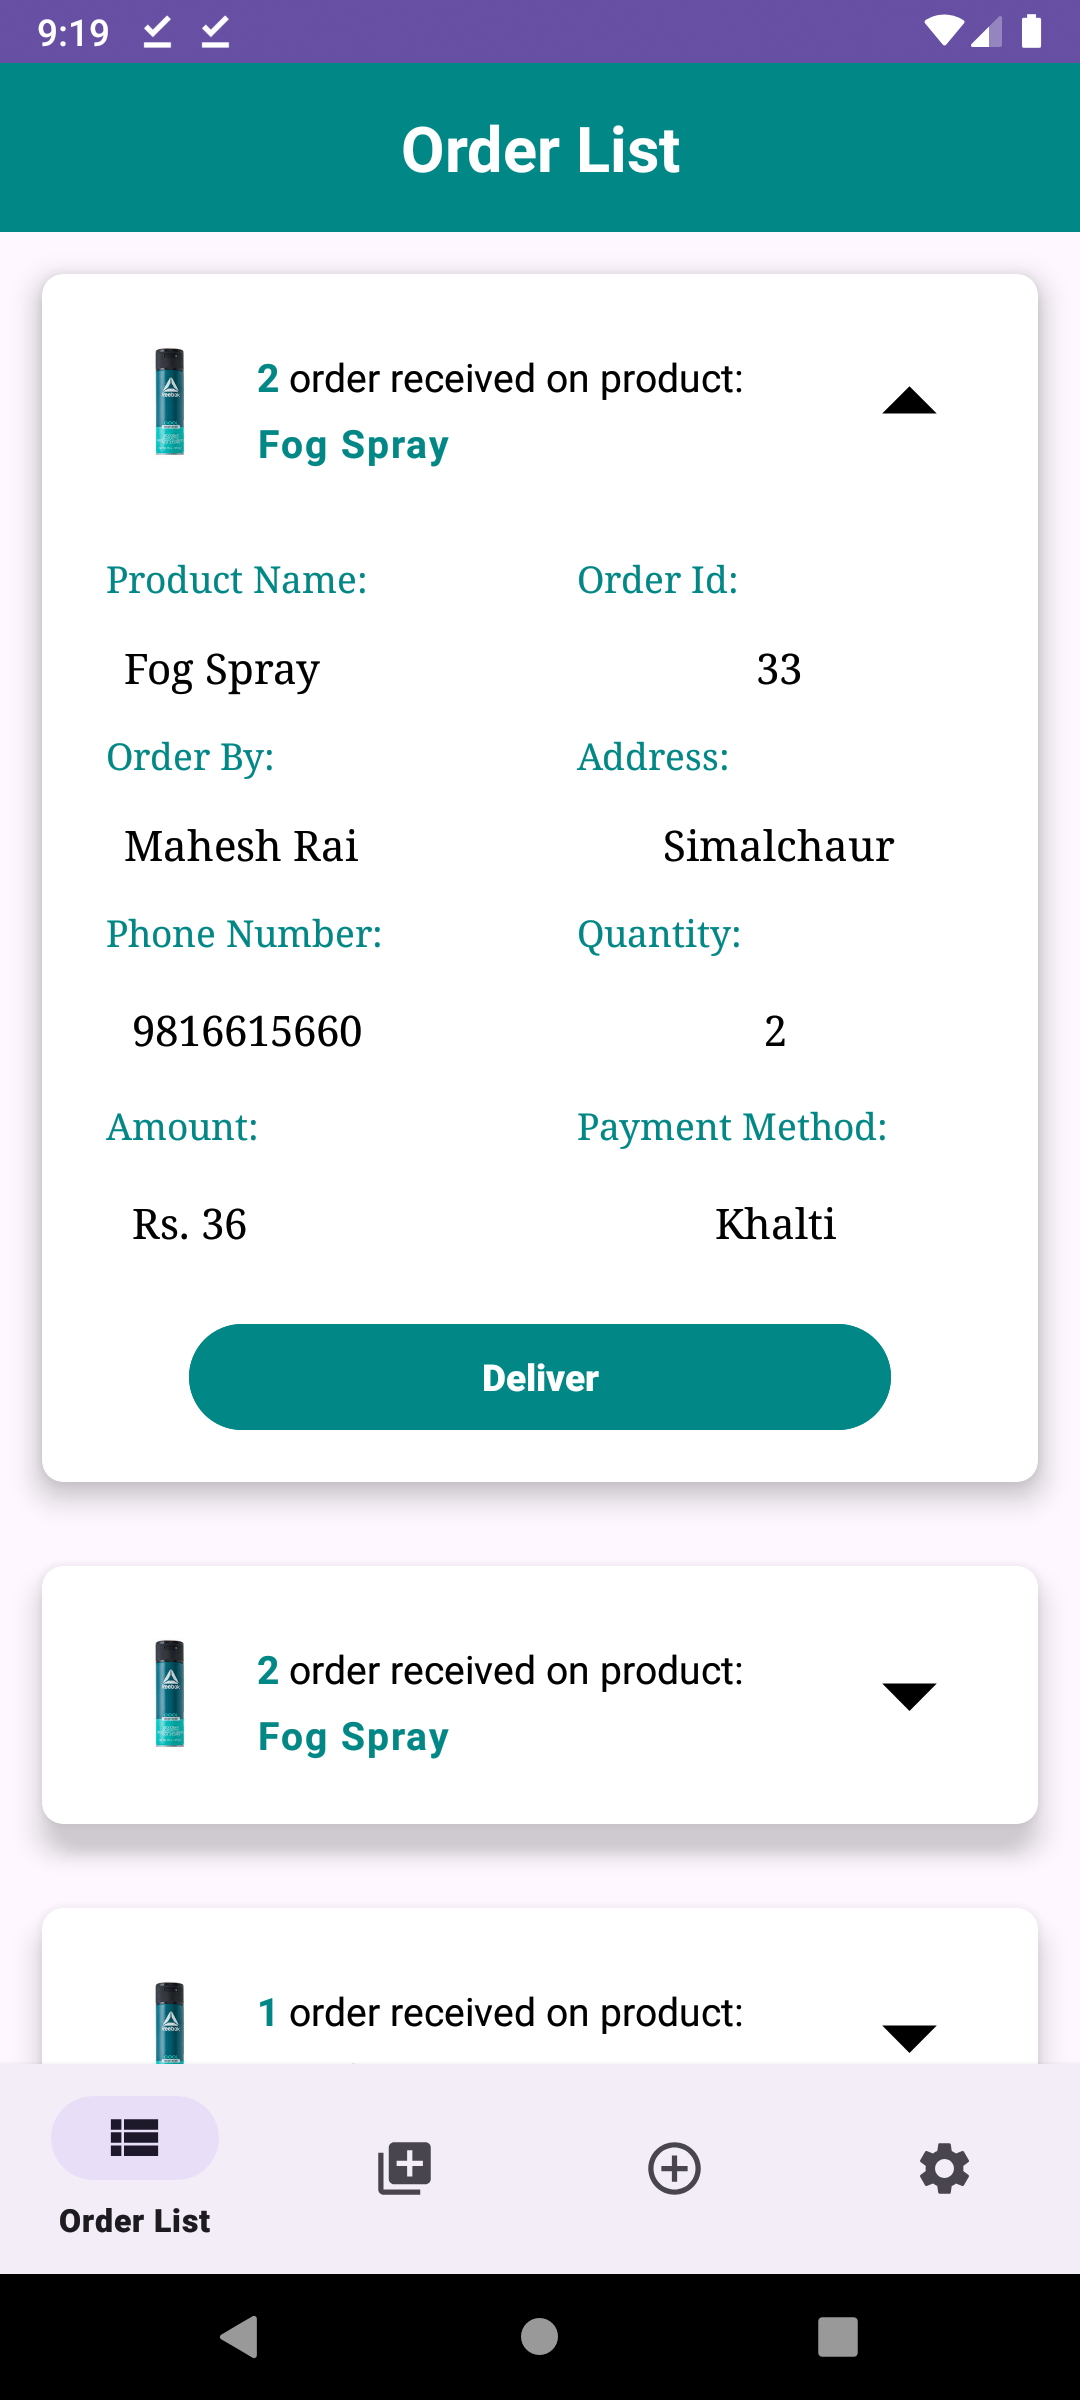 9:19
Order List
2 order received on product:
Fog Spray
Product Name:
Order Id:
Fog Spray
33
Order By:
Address:
Mahesh Rai
Simalchaur
Phone Number:
Quantity:
9816615660
2
Amount:
Payment Method:
Rs. 36
Khalti
Deliver
2 order received on product:
Fog Spray
1 order received on product:
Order List